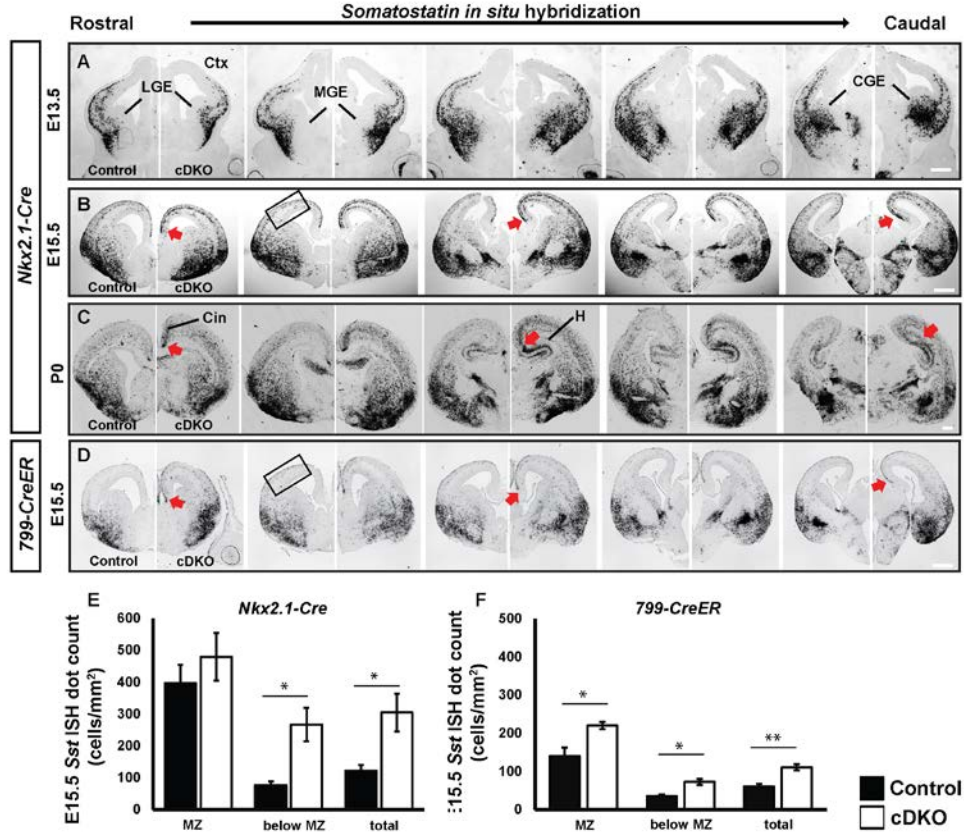 Somatostatin in situ hybridization
Rostral
Caudal
Nkx2.1-Cre
E13.5
A
Ctx
LGE
MGE
CGE
Control
cDKO
E15.5
B
Control
cDKO
P0
C
Cin
H
Control
cDKO
799-CreER
E15.5
D
Control
cDKO
E
Nkx2.1-Cre
E15.5 Sst ISH dot count
(cells/mm²)
600
500
400
300
200
100
0
*
*
MZ
below MZ
total
F
799-CreER
:15.5 Sst ISH dot count
(cells/mm²)
500
400
300
200
100
0
*
*
**
MZ
below MZ
total
Control
cDKO